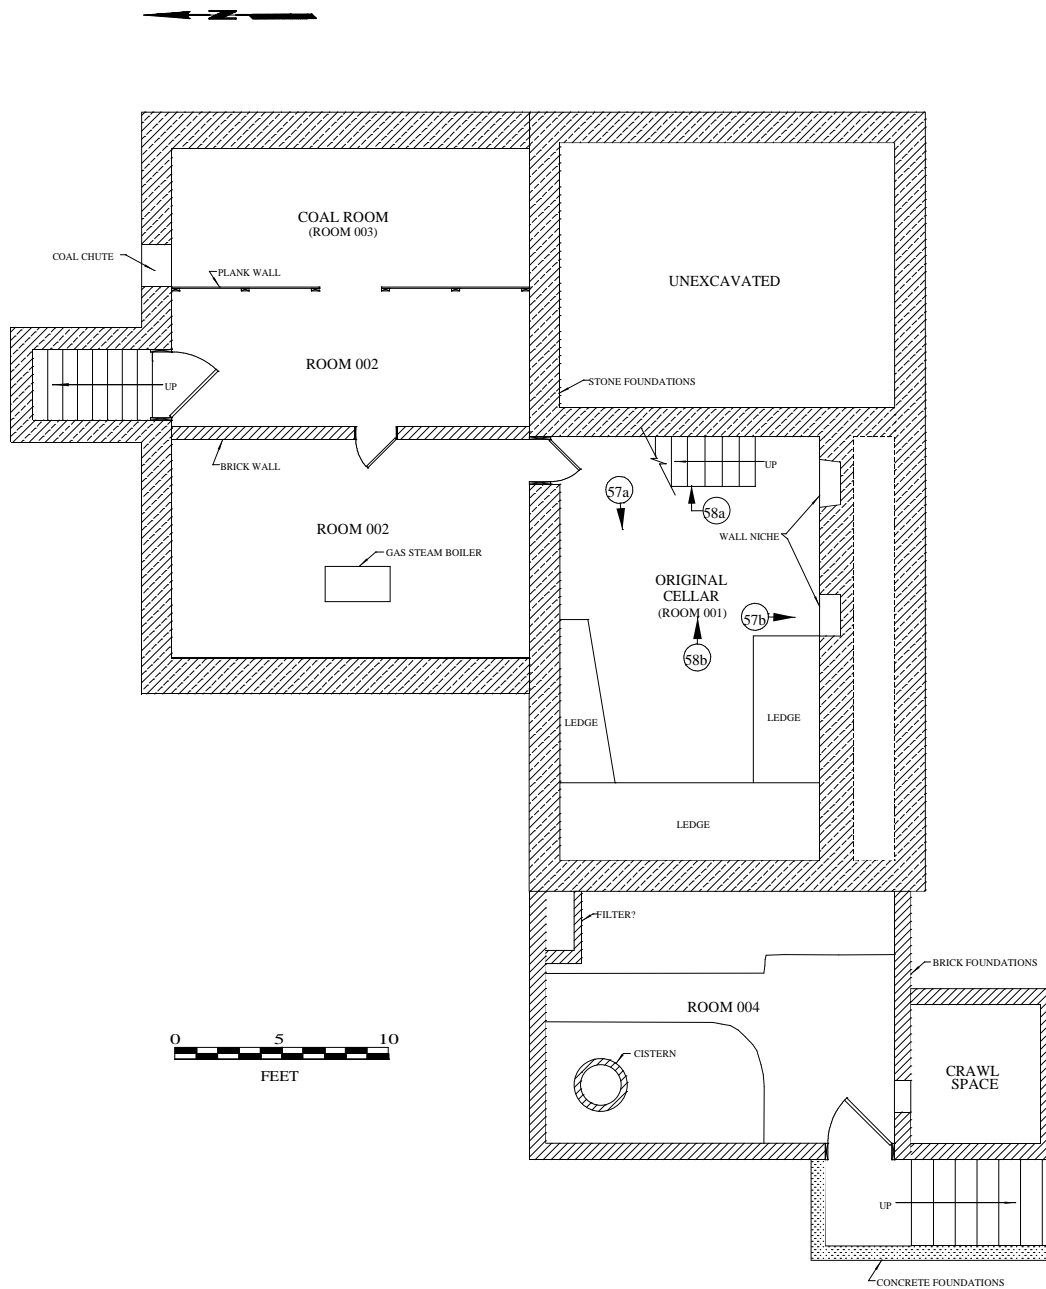 N
COAL ROOM
(ROOM 003)
COAL CHUTE
PLANK WALL
UNEXCAVATED
ROOM 002
UP
STONE FOUNDATIONS
BRICK WALL
UP
57a
58a
ROOM 002
WALL NICHE
GAS STEAM BOILER
ORIGINAL
CELLAR
(ROOM 001)
57b
58b
LEDGE
LEDGE
LEDGE
FILTER?
BRICK FOUNDATIONS
ROOM 004
0 5 10
FEET
CISTERN
CRAWL
SPACE
UP
CONCRETE FOUNDATIONS